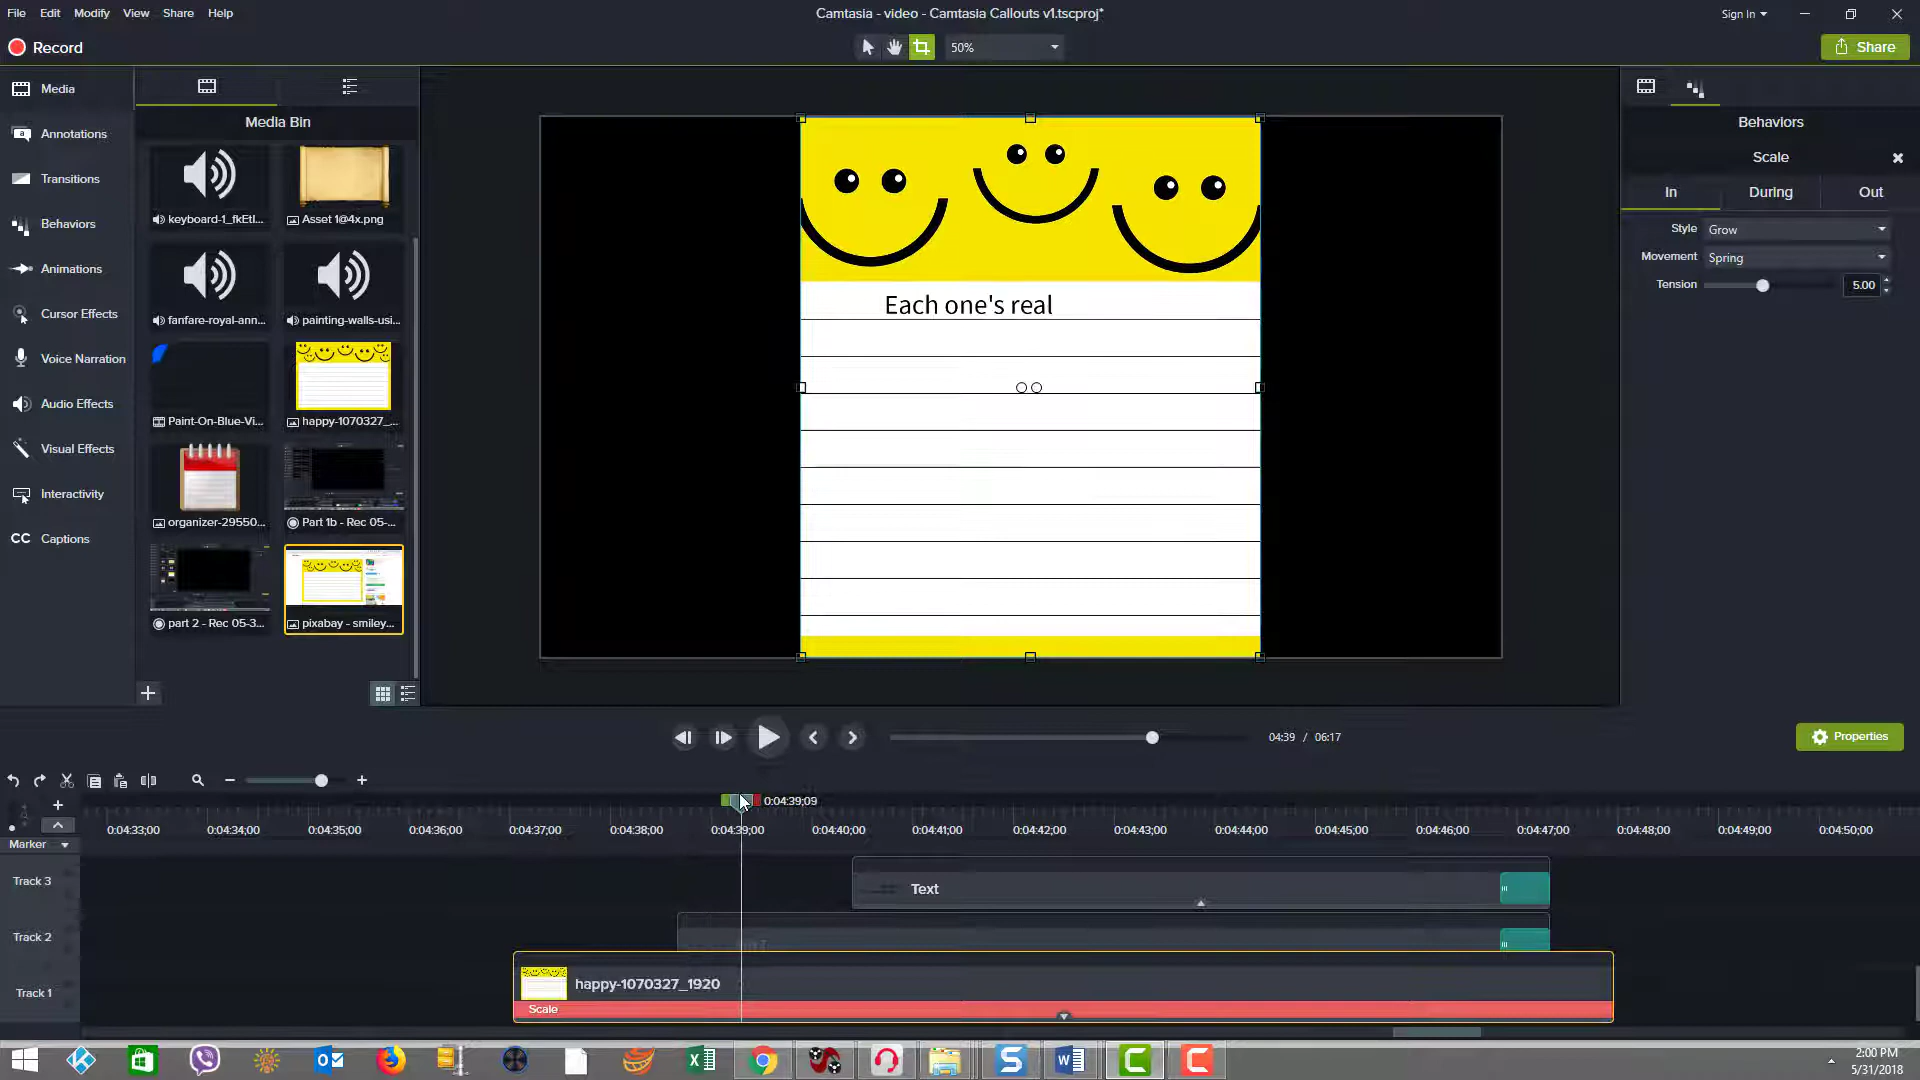 File Edit Modify View Share Help
Camtasia - video - Camtasia Callouts v1.tscproj*
Sign In
Record
50%
Share
Media
Annotations
Transitions
Behaviors
Animations
Cursor Effects
Voice Narration
Audio Effects
Visual Effects
Interactivity
CC Captions
Media Bin
keyboard-1_fkEtl...
Asset 1@4x.png
fanfare-royal-ann...
painting-walls-usi...
Paint-On-Blue-Vi...
happy-1070327_...
organizer-29550...
Part 1b - Rec 05-...
part 2 - Rec 05-3...
pixabay - smiley...
Each one's real
Behaviors
Scale
In During Out
Style Grow
Movement Spring
Tension 5.00
04:39 / 06:17
Properties
0:04:39;09
0:04:33;00 0:04:34;00 0:04:35;00 0:04:36;00 0:04:37;00 0:04:38;00 0:04:39;00 0:04:40;00 0:04:41;00 0:04:42;00 0:04:43;00 0:04:44;00 0:04:45;00 0:04:46;00 0:04:47;00 0:04:48;00 0:04:49;00 0:04:50;00
Marker
Track 3
Text
Track 2
Track 1
happy-1070327_1920
Scale
2:00 PM
5/31/2018